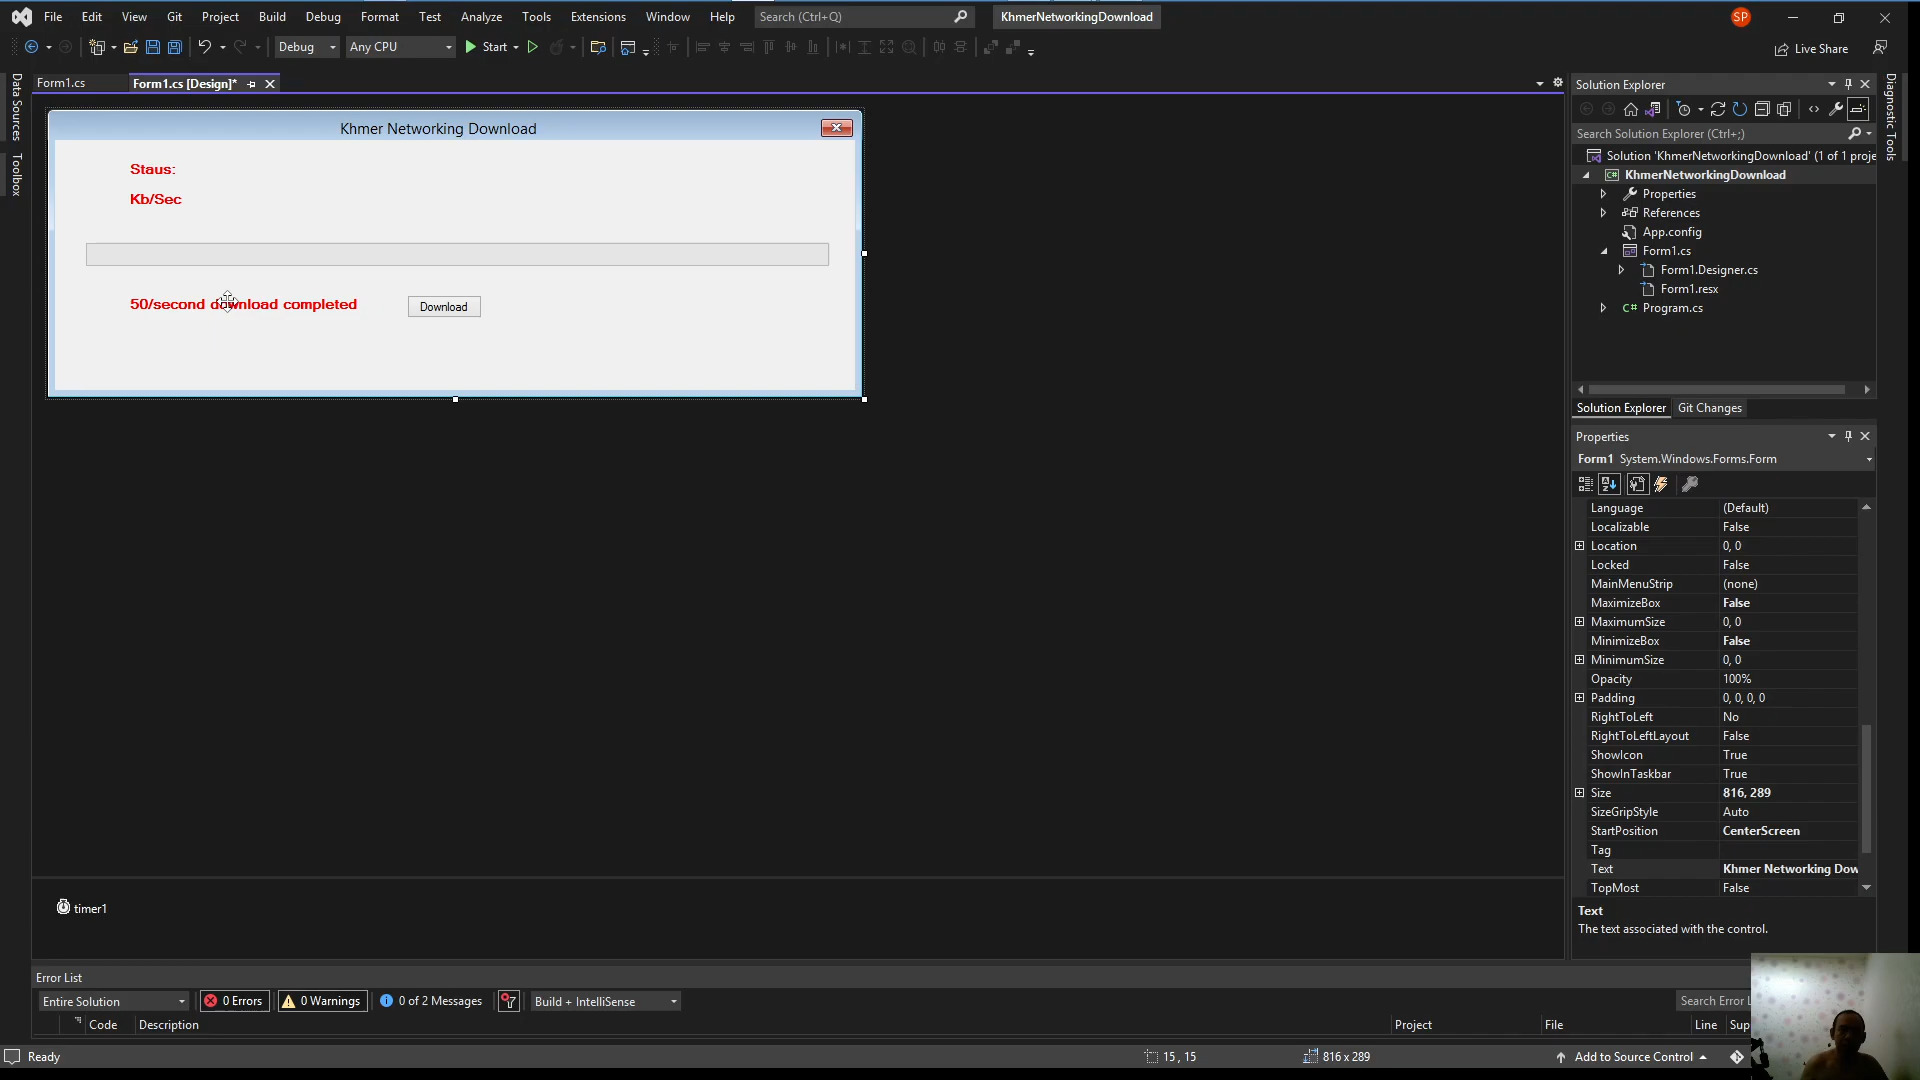 File Edit View Git Project Build Debug Format Test Analyze Tools Extensions Window Help Search (Ctrl+Q) KhmerNetworkingDownload SP
Debug Any CPU Start Live Share
Form1.cs Form1.cs [Design]*
Data Sources
Toolbox
Khmer Networking Download
Staus:
Kb/Sec
50/second download completed Download
timer1
Solution Explorer
Search Solution Explorer (Ctrl+;)
Solution 'KhmerNetworkingDownload' (1 of 1 proje
KhmerNetworkingDownload
Properties
References
App.config
Form1.cs
Form1.Designer.cs
Form1.resx
C# Program.cs
Solution Explorer Git Changes
Diagnostic Tools
Properties
Form1 System.Windows.Forms.Form
Language (Default)
Localizable False
Location 0, 0
Locked False
MainMenuStrip (none)
MaximizeBox False
MaximumSize 0, 0
MinimizeBox False
MinimumSize 0, 0
Opacity 100%
Padding 0, 0, 0, 0
RightToLeft No
RightToLeftLayout False
ShowIcon True
ShowInTaskbar True
Size 816, 289
SizeGripStyle Auto
StartPosition CenterScreen
Tag
Text Khmer Networking Dow
TopMost False
Text
The text associated with the control.
Error List
Entire Solution 0 Errors 0 Warnings 0 of 2 Messages Build + IntelliSense Search Error L
Code Description Project File Line Sup
Ready 15 , 15 816 x 289 Add to Source Control